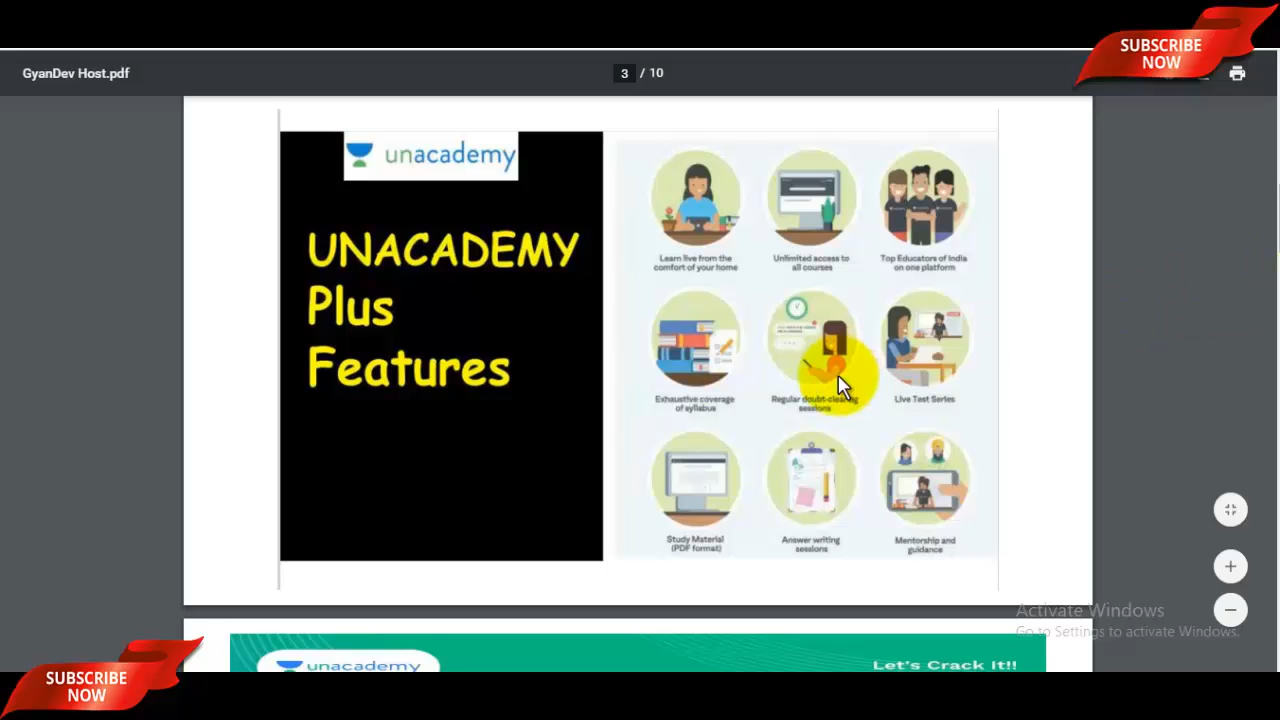 SUBSCRIBE
NOW
GyanDev Host.pdf
3 / 10
unacademy
UNACADEMY
Plus
Features
Learn live from the
comfort of your home
Unlimited access to
all courses
Top Educators of India
on one platform
Exhaustive coverage
of syllabus
Regular doubt-clearing
sessions
Live Test Series
Study Material
(PDF format)
Answer writing
sessions
Mentorship and
guidance
Activate Windows
Go to Settings to activate Windows.
unacademy
Let's Crack It!!
SUBSCRIBE
NOW